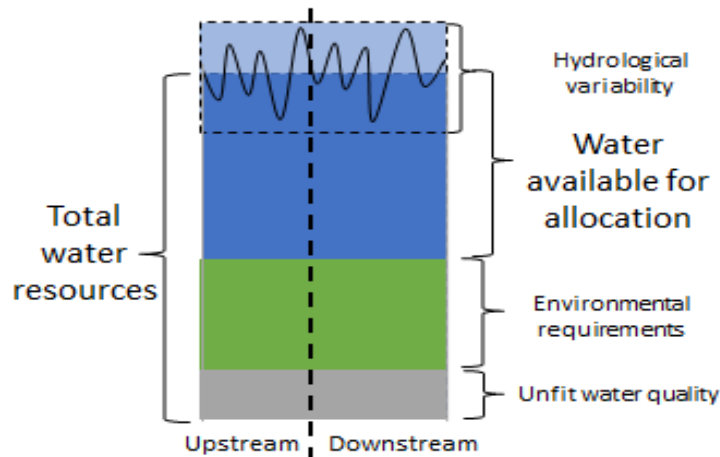 Hydrological
variability
Water
available for
allocation
Total
water
resources
Environmental
requirements
Unfit water quality
Upstream
Downstream